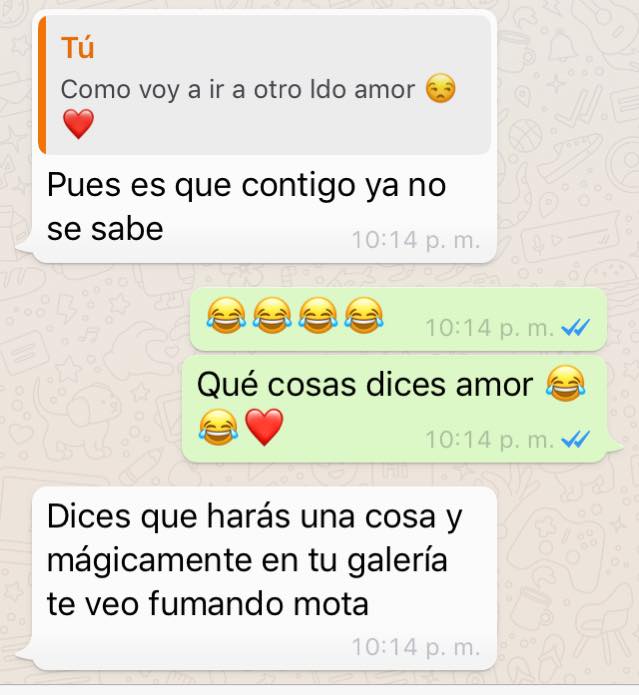 Tú
Como voy a ir a otro ldo amor 😒
❤️
Pues es que contigo ya no
se sabe
10:14 p. m.
😂😂😂😂 10:14 p. m.
Qué cosas dices amor 😂
😂❤️
10:14 p. m.
Dices que harás una cosa y
mágicamente en tu galería
te veo fumando mota
10:14 p. m.